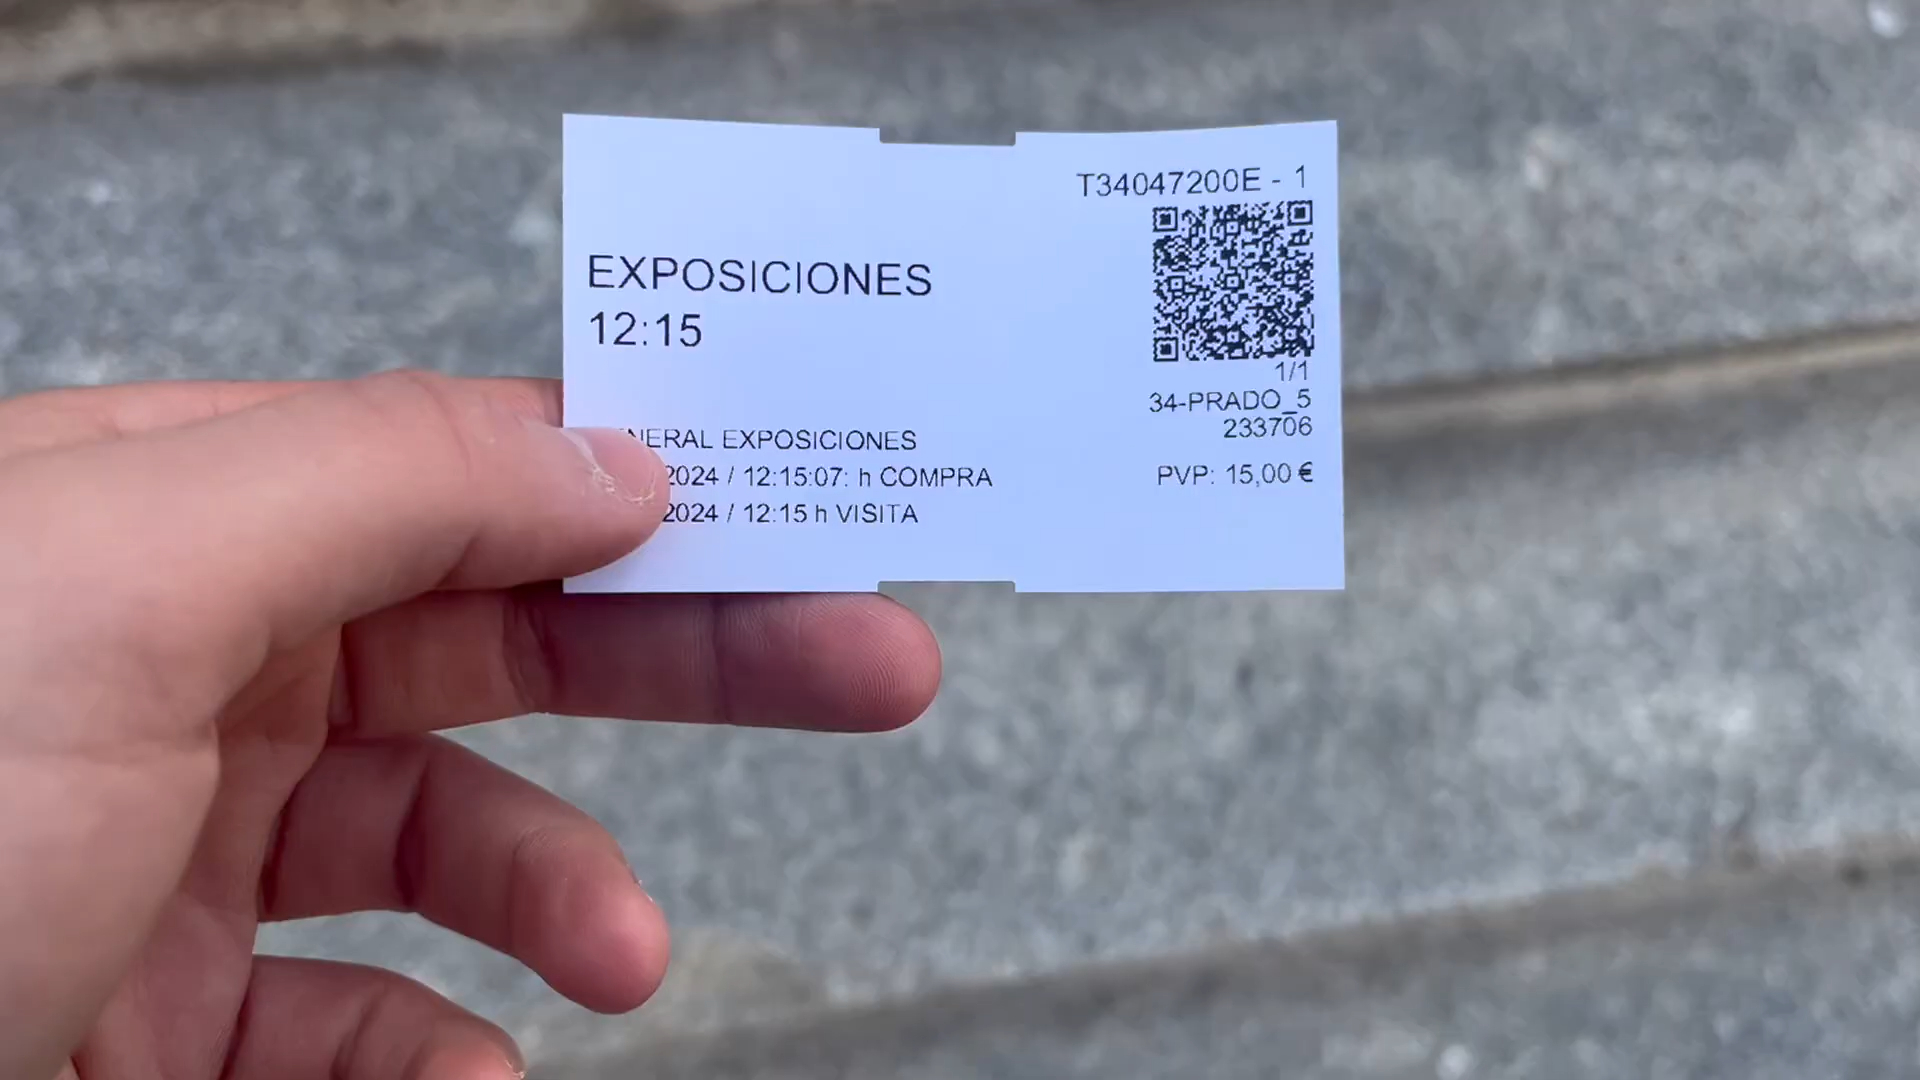 T34047200E - 1
EXPOSICIONES
12:15
1/1
34-PRADO_5
233706
EXPOSICIONES
2024 / 12:15:07: h COMPRA
PVP: 15,00 €
2024 / 12:15 h VISITA